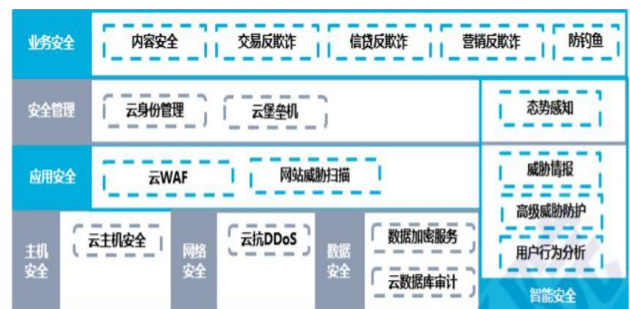 业务安全
内容安全
交易反欺诈
信贷反欺诈
营销反欺诈
防钓鱼
安全管理
云身份管理
云堡垒机
态势感知
应用安全
云WAF
网站威胁扫描
威胁情报
高级威胁防护
用户行为分析
智能安全
主机
安全
云主机安全
网络
安全
云抗DDoS
数据
安全
数据加密服务
云数据库审计